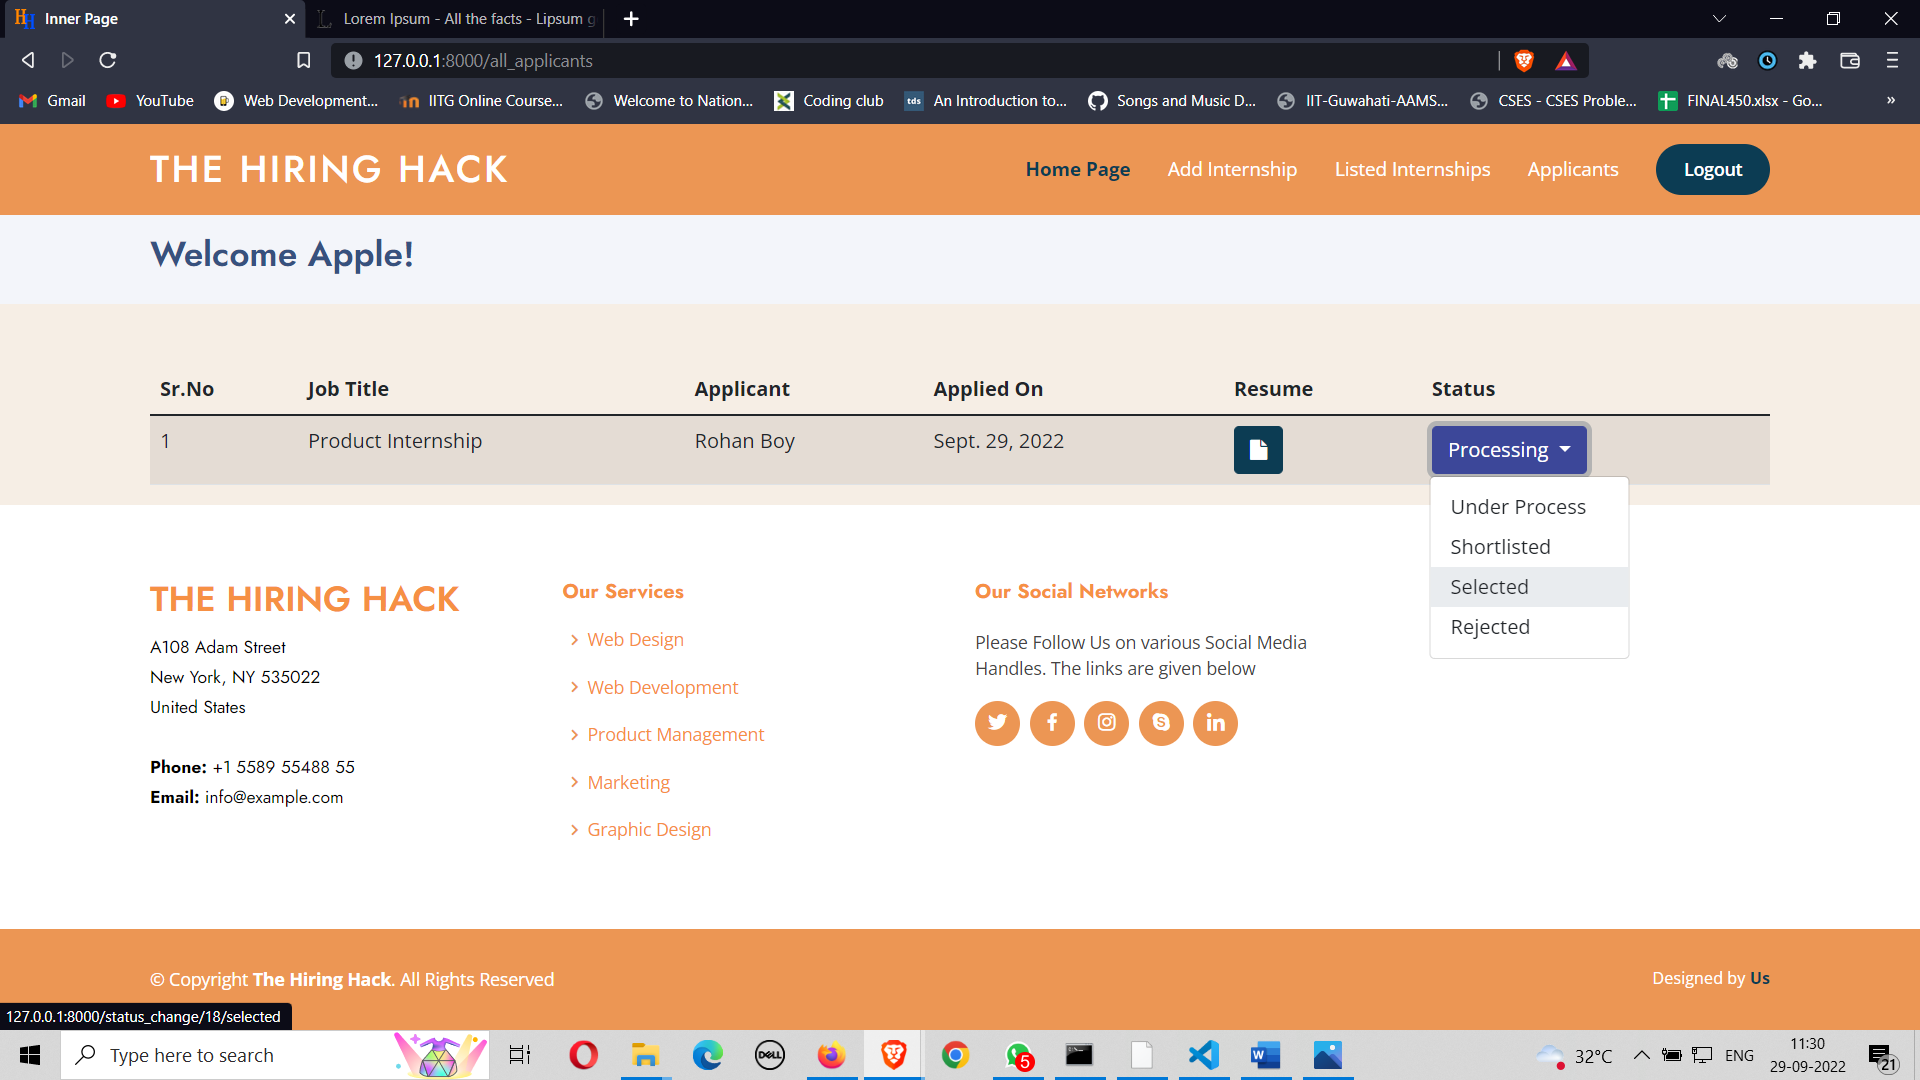 Inner Page
Lorem Ipsum - All the facts - Lipsum g
127.0.0.1:8000/all_applicants
Gmail YouTube Web Development... IITG Online Course... Welcome to Nation... Coding club An Introduction to... Songs and Music D... IIT-Guwahati-AAMS... CSES - CSES Proble... FINAL450.xlsx - Go... »
THE HIRING HACK
Home Page Add Internship Listed Internships Applicants Logout
Welcome Apple!
Sr.No Job Title Applicant Applied On Resume Status
1 Product Internship Rohan Boy Sept. 29, 2022 Processing
Under Process
Shortlisted
Selected
Rejected
THE HIRING HACK
A108 Adam Street
New York, NY 535022
United States
Phone: +1 5589 55488 55
Email: info@example.com
Our Services
Web Design
Web Development
Product Management
Marketing
Graphic Design
Our Social Networks
Please Follow Us on various Social Media
Handles. The links are given below
© Copyright The Hiring Hack. All Rights Reserved
Designed by Us
127.0.0.1:8000/status_change/18/selected
Type here to search
DELL
5
32°C
ENG
11:30
29-09-2022
21